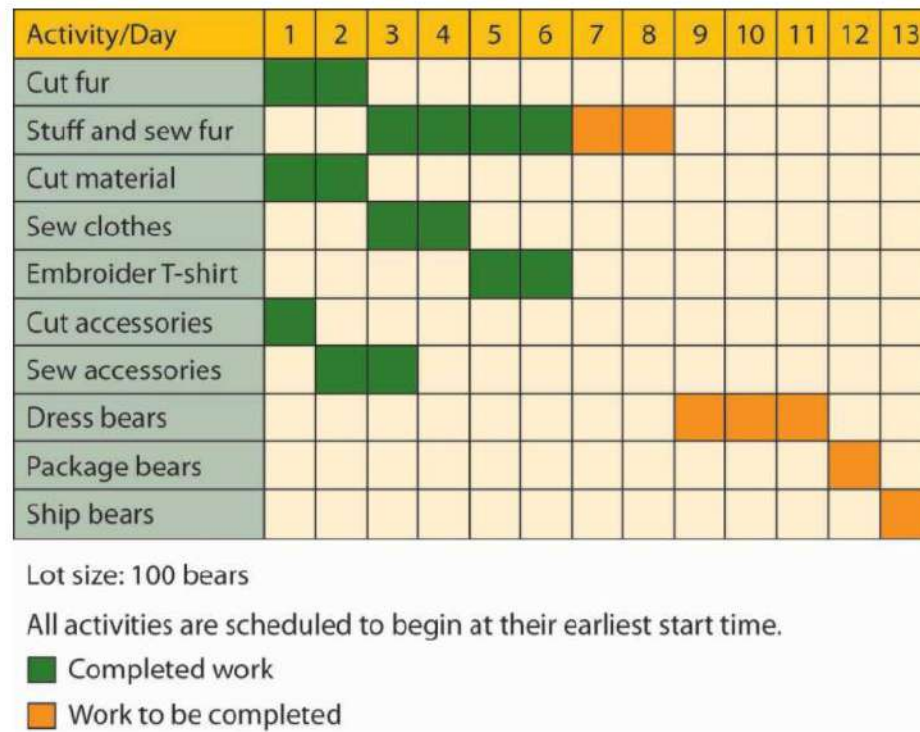 Activity/Day 1 2 3 4 5 6 7 8 9 10 11 12 13
Cut fur
Stuff and sew fur
Cut material
Sew clothes
Embroider T-shirt
Cut accessories
Sew accessories
Dress bears
Package bears
Ship bears
Lot size: 100 bears
All activities are scheduled to begin at their earliest start time.
Completed work
Work to be completed